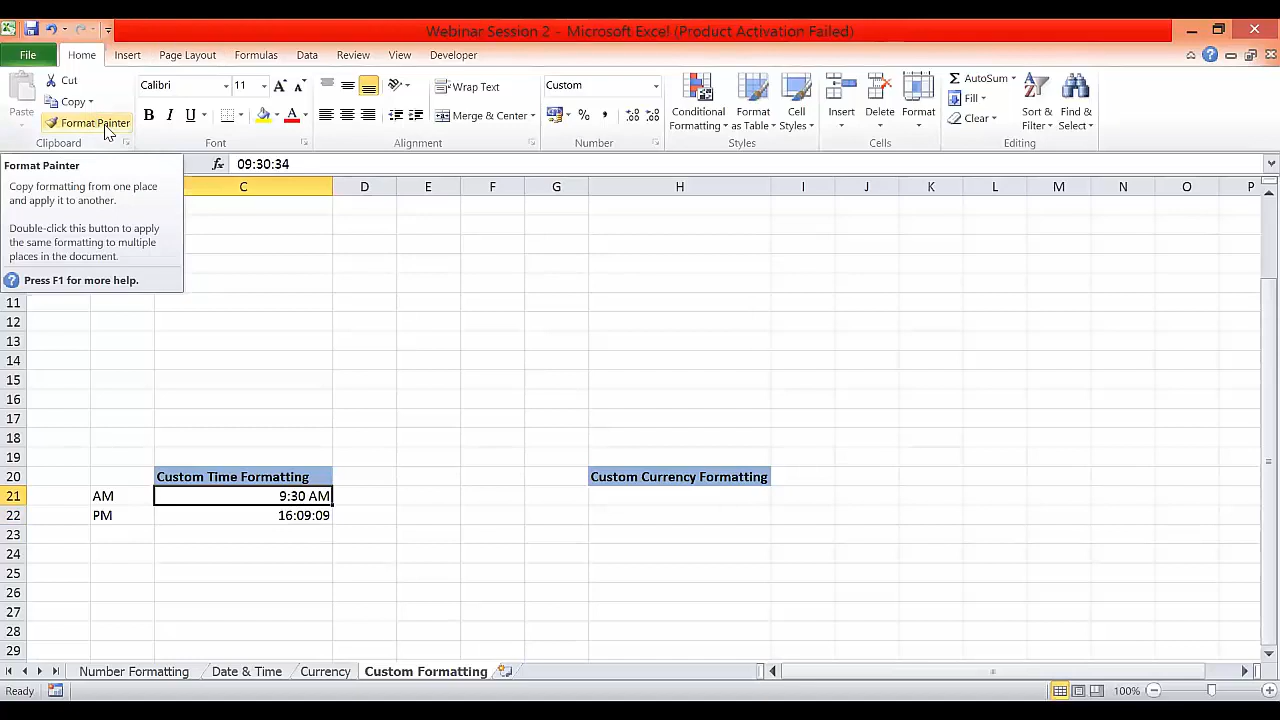 Webinar Session 2 - Microsoft Excel (Product Activation Failed)
File Home Insert Page Layout Formulas Data Review View Developer
Paste
Cut
Copy
Format Painter
Clipboard
Calibri 11
B I U A
Font
Wrap Text
Merge & Center
Alignment
Custom
%
Number
Conditional Formatting
Format as Table
Cell Styles
Styles
Insert
Delete
Format
Cells
AutoSum
Fill
Clear
Sort & Filter
Find & Select
Editing
fx 09:30:34
Format Painter
Copy formatting from one place
and apply it to another.
Double-click this button to apply
the same formatting to multiple
places in the document.
Press F1 for more help.
C D E F G H I J K L M N O P
11
12
13
14
15
16
17
18
19
20 Custom Time Formatting Custom Currency Formatting
21 AM 9:30 AM
22 PM 16:09:09
23
24
25
26
27
28
29
Number Formatting Date & Time Currency Custom Formatting
Ready 100%